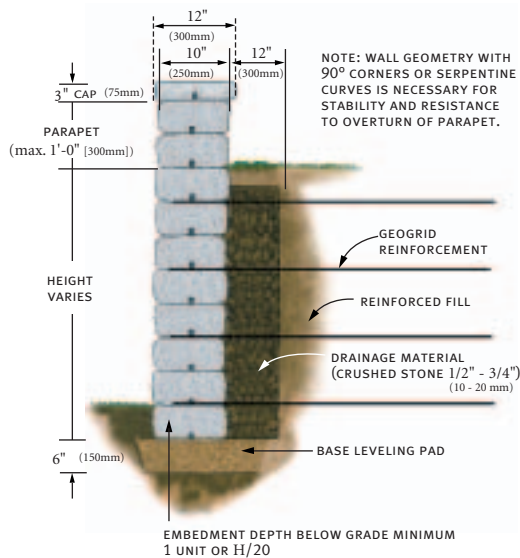 12"
(300mm)
10"
(250mm)
12"
(300mm)
NOTE: WALL GEOMETRY WITH
90° CORNERS OR SERPENTINE
CURVES IS NECESSARY FOR
STABILITY AND RESISTANCE
TO OVERTURN OF PARAPET.
3" CAP (75mm)
PARAPET
(max. 1'-0" [300mm])
GEOGRID
REINFORCEMENT
HEIGHT
VARIES
REINFORCED FILL
DRAINAGE MATERIAL
(CRUSHED STONE 1/2" - 3/4")
(10 - 20 mm)
BASE LEVELING PAD
6" (150mm)
EMBEDMENT DEPTH BELOW GRADE MINIMUM
1 UNIT OR H/20